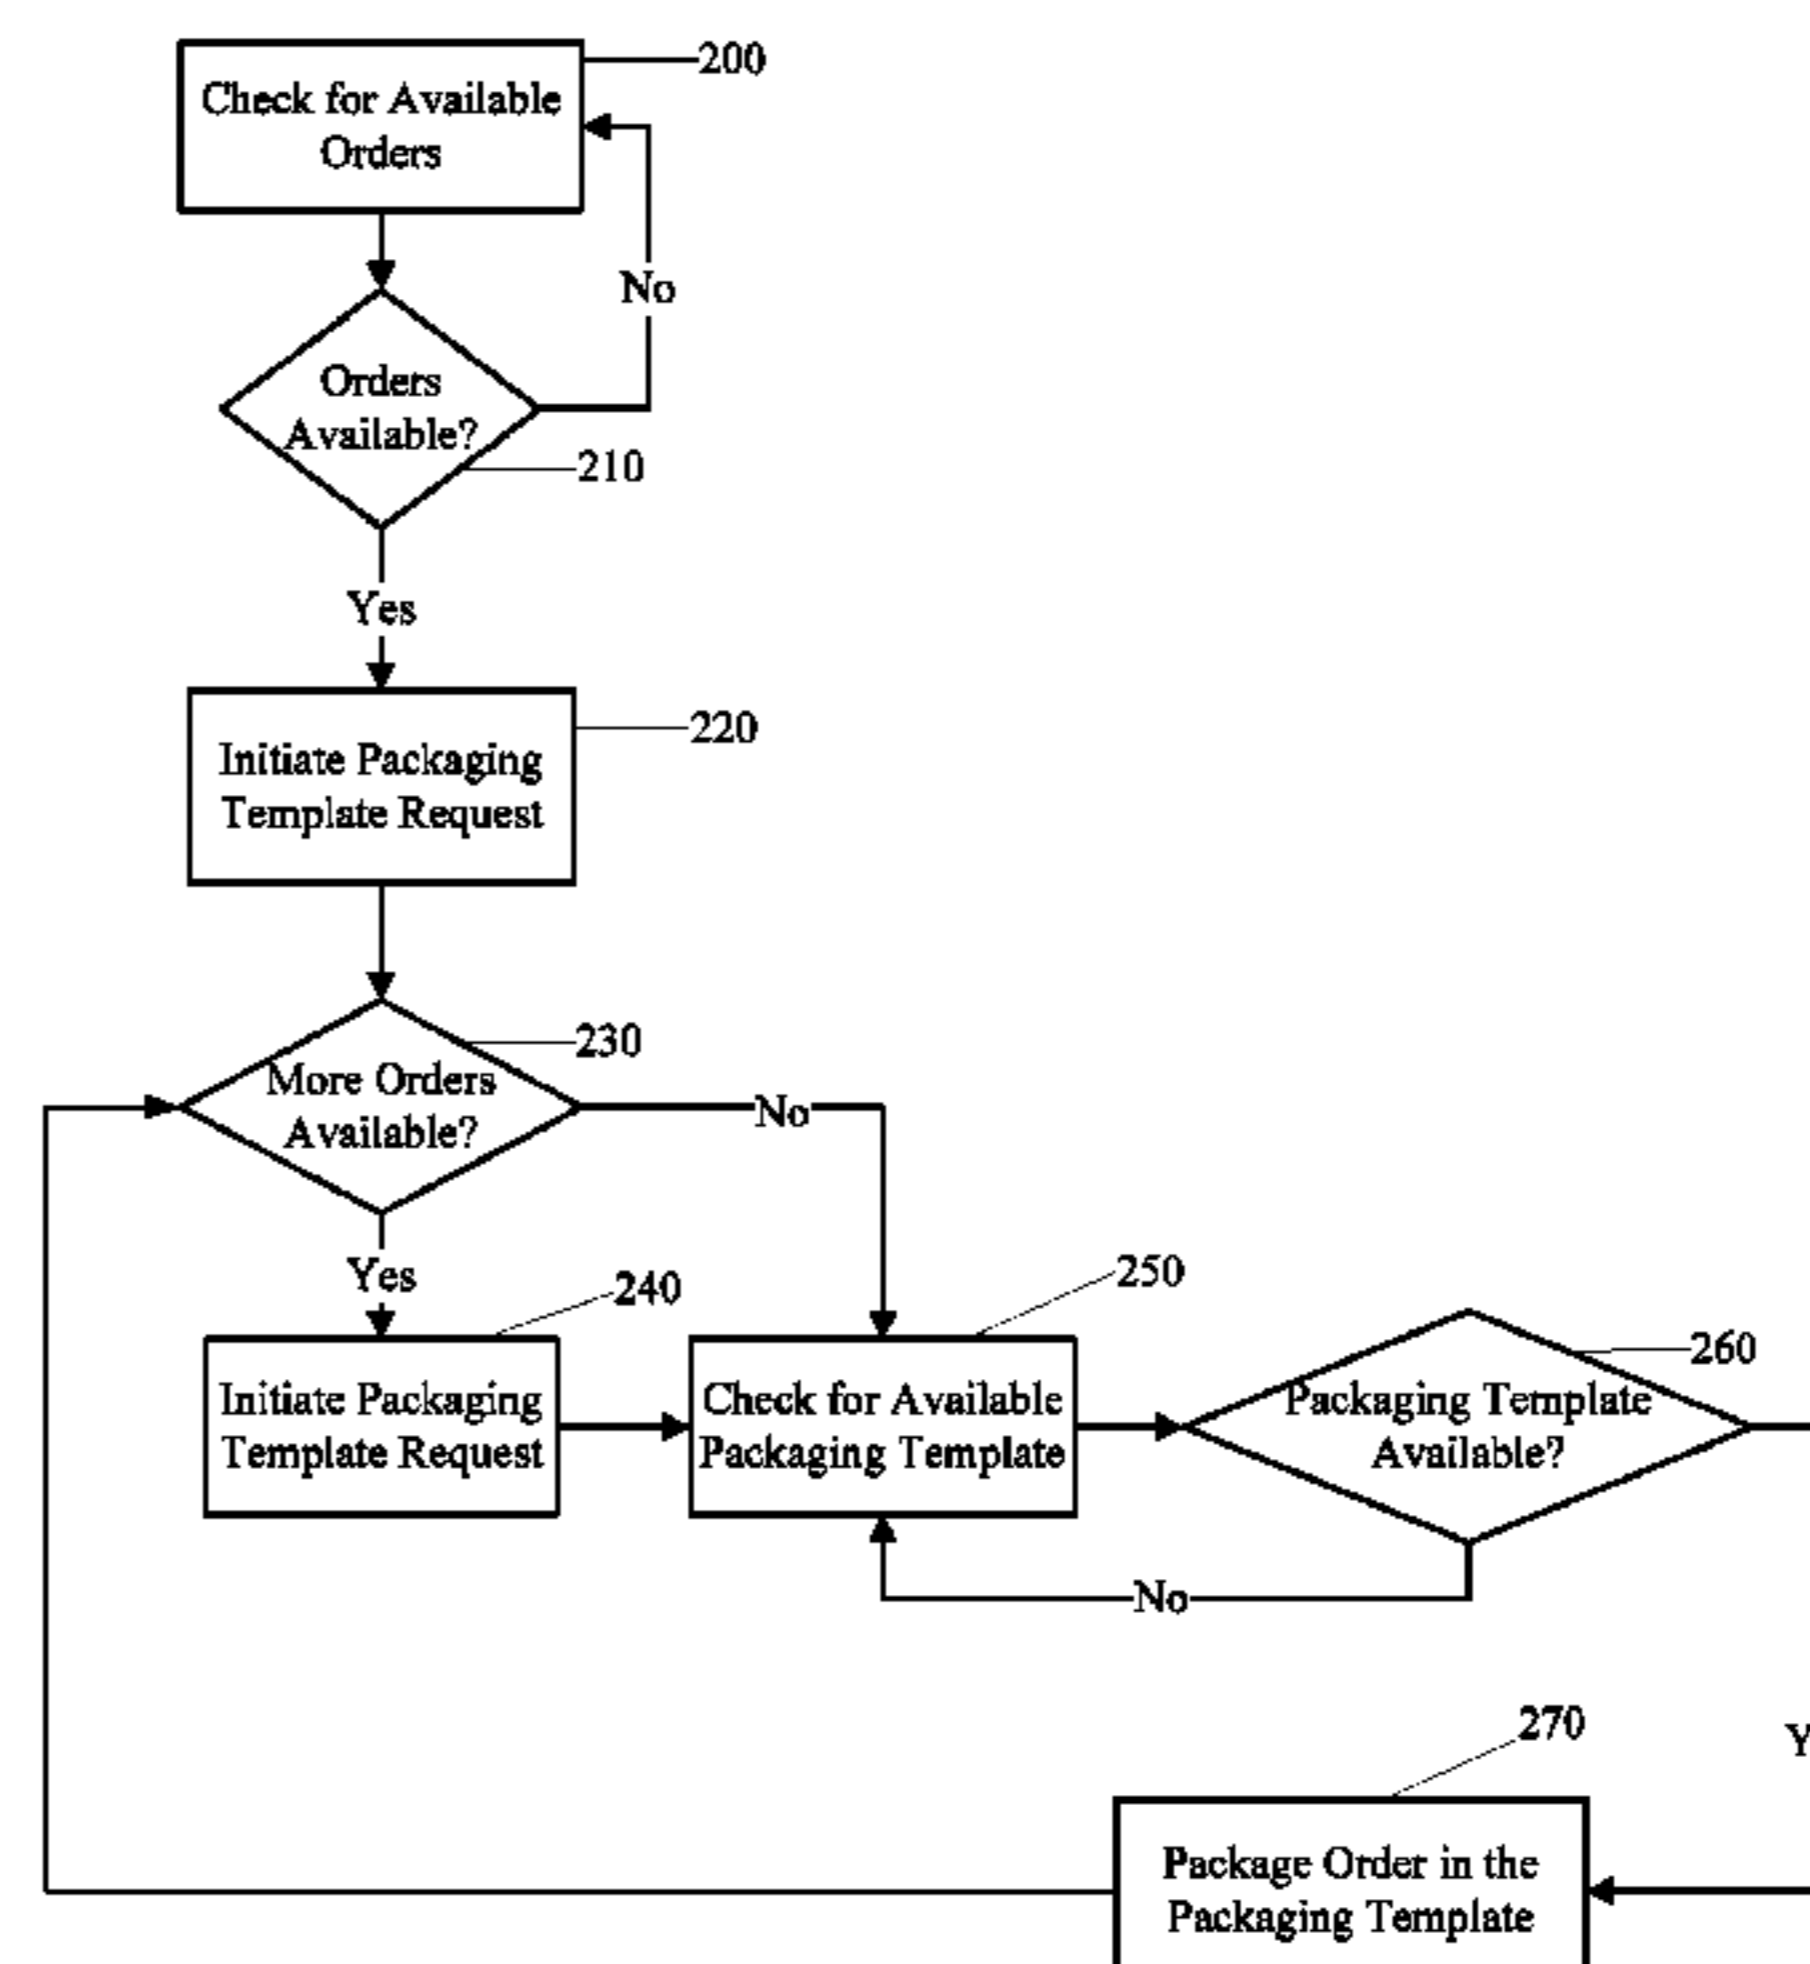 200
Check for Available
Orders
No
Orders
Available?
210
Yes
220
Initiate Packaging
Template Request
230
More Orders
Available?
No
Yes
240
250
260
Initiate Packaging
Template Request
Check for Available
Packaging Template
Packaging Template
Available?
No
270
Y
Package Order in the
Packaging Template